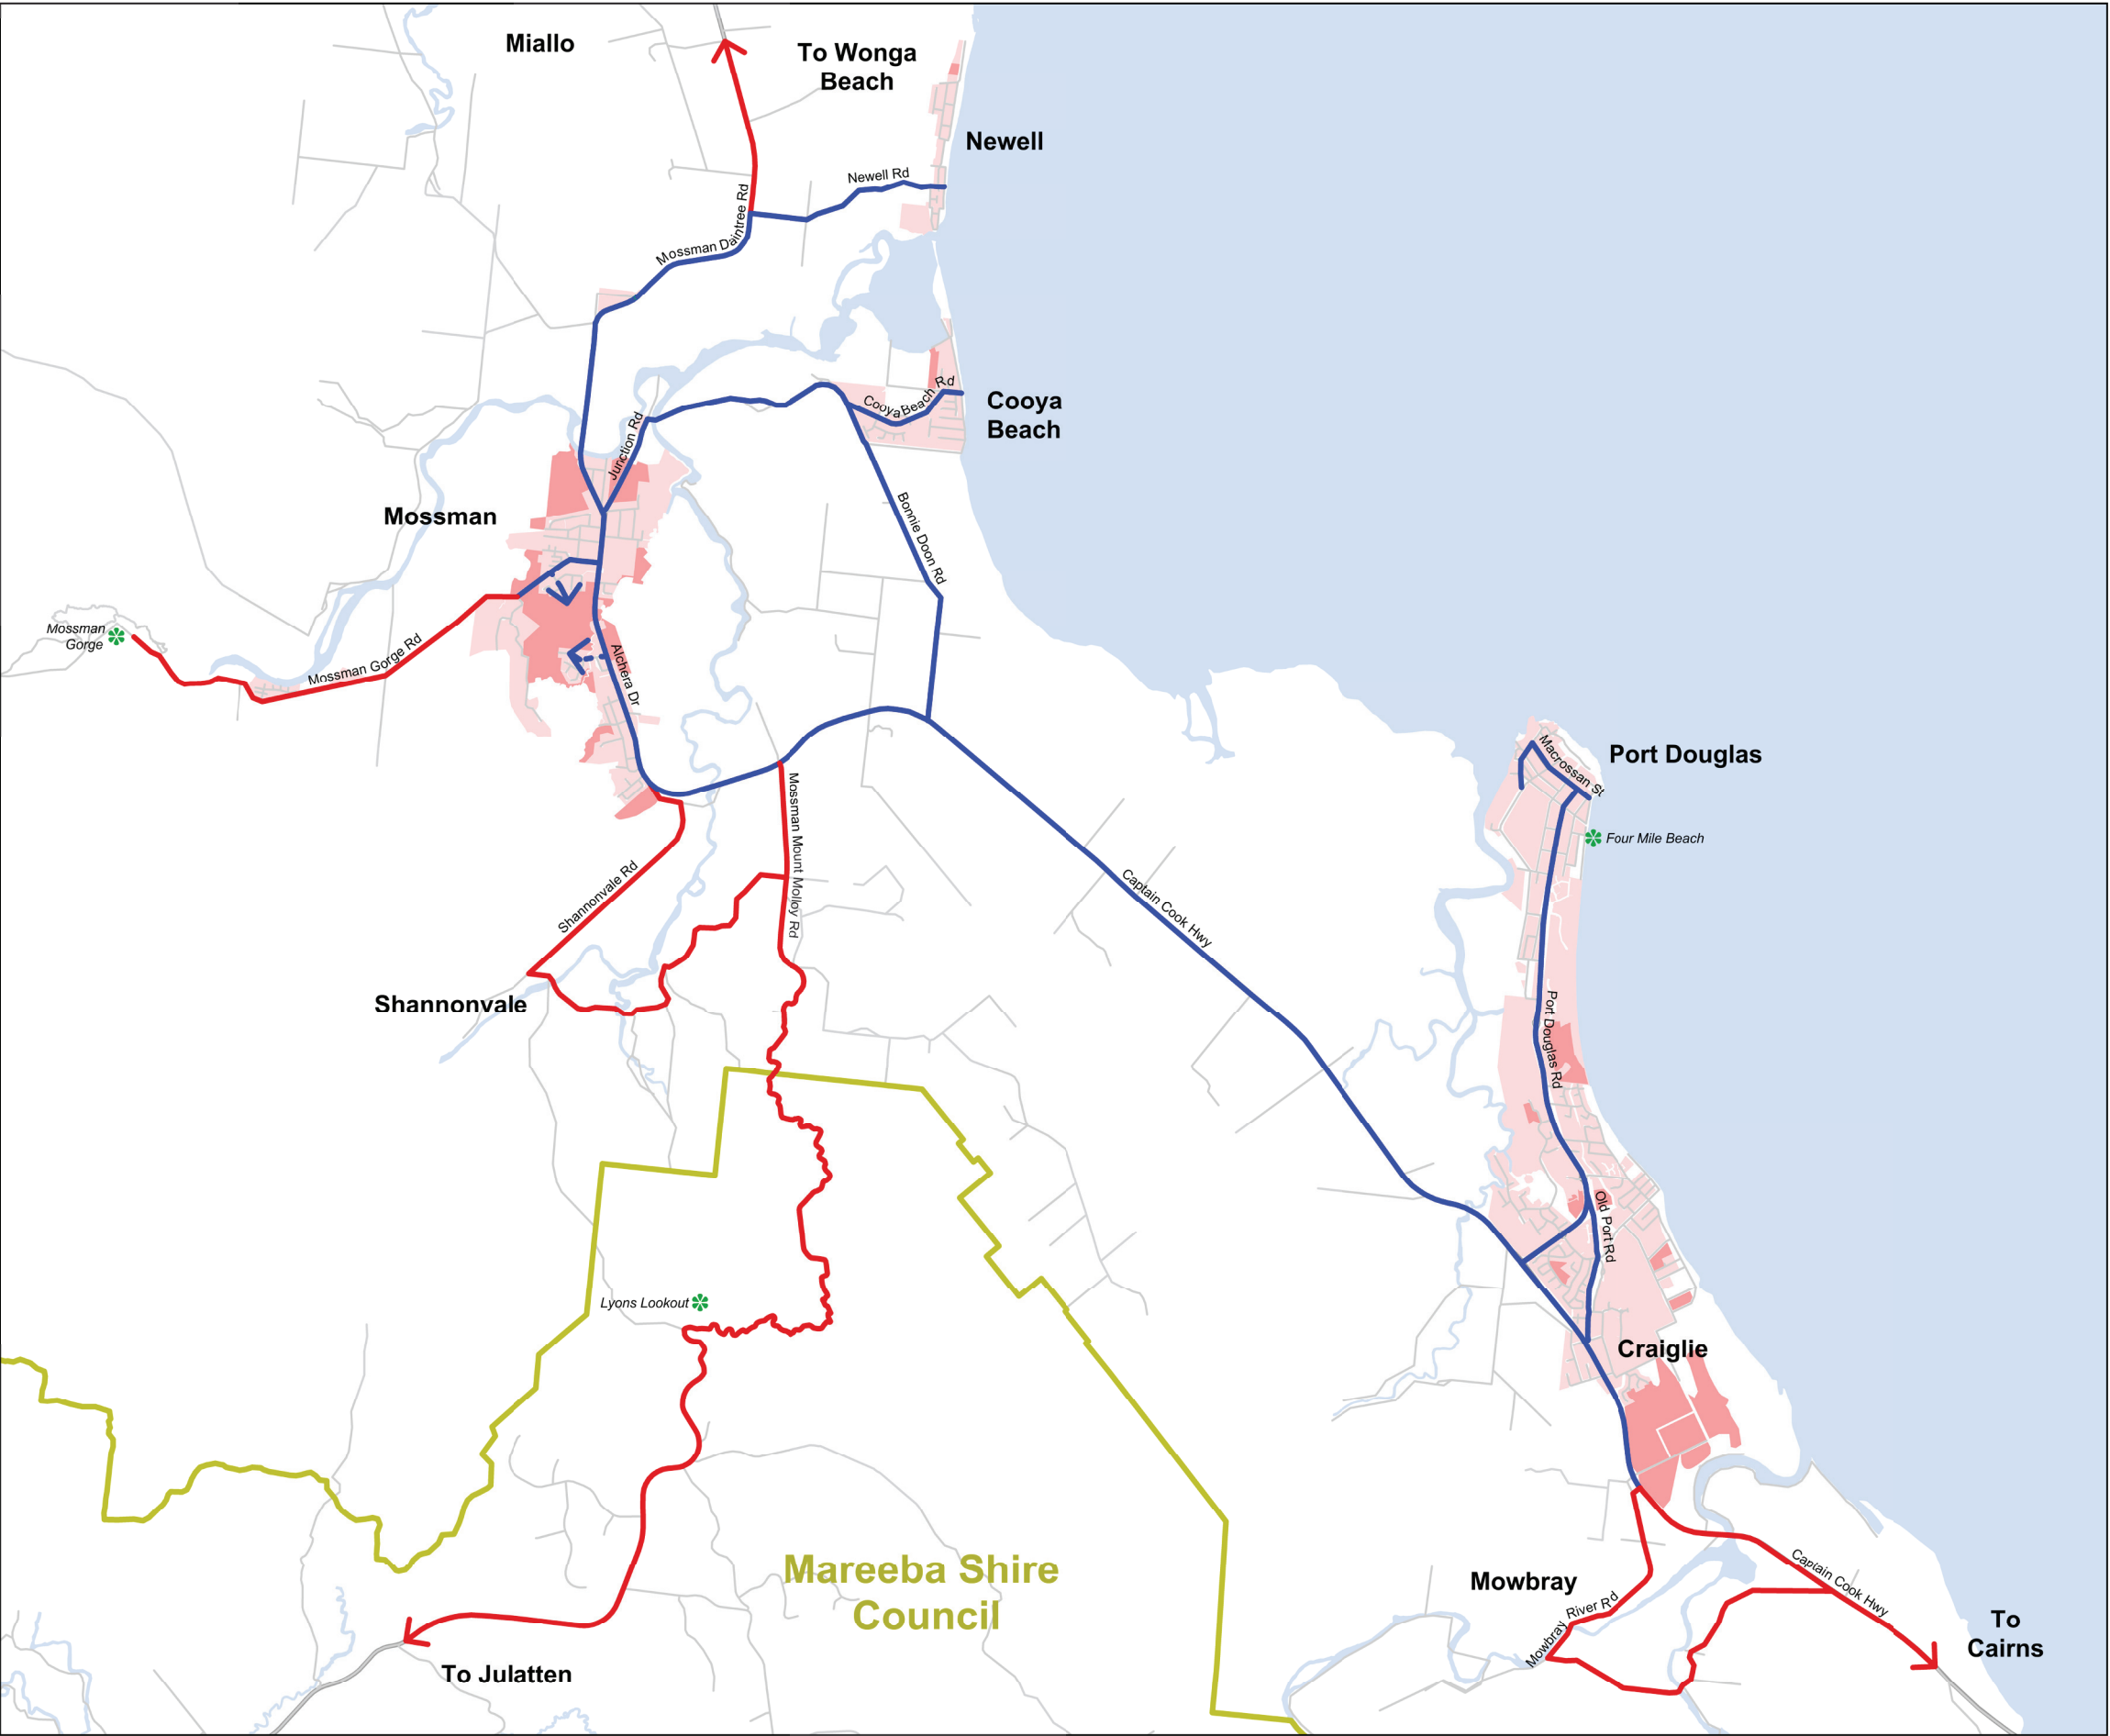 Miallo
To Wonga
Beach
Newell
Newell Rd
Mossman Daintree Rd
Cooya Beach Rd
Cooya
Beach
Junction Rd
Mossman
Bonnie Doon Rd
Mossman
Gorge
Mossman Gorge Rd
Alchera Dr
Port Douglas
Macrossan St
Four Mile Beach
Mossman Mount Molloy Rd
Shannonvale Rd
Captain Cook Hwy
Shannonvale
Port Douglas Rd
Old Port Rd
Lyons Lookout
Craiglie
Mareeba Shire
Council
Mowbray
Mowbray River Rd
Captain Cook Hwy
To
Cairns
To Julatten